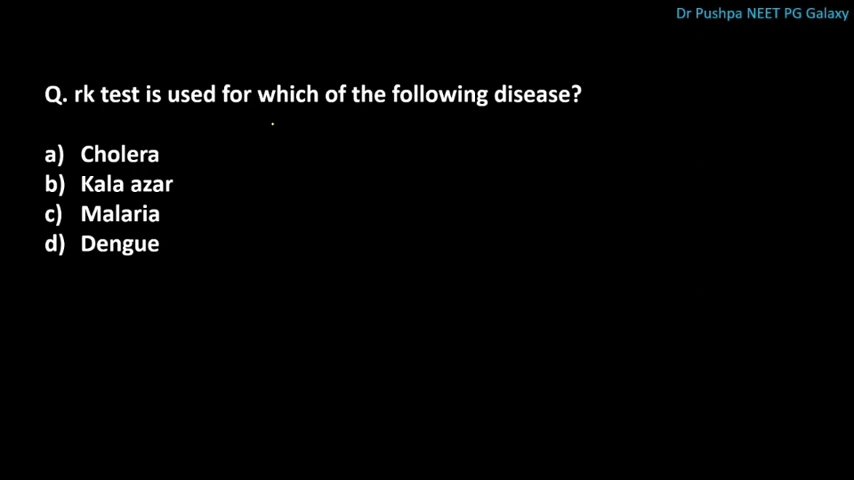 Dr Pushpa NEET PG Galaxy
Q. rk test is used for which of the following disease?
a) Cholera
b) Kala azar
c) Malaria
d) Dengue